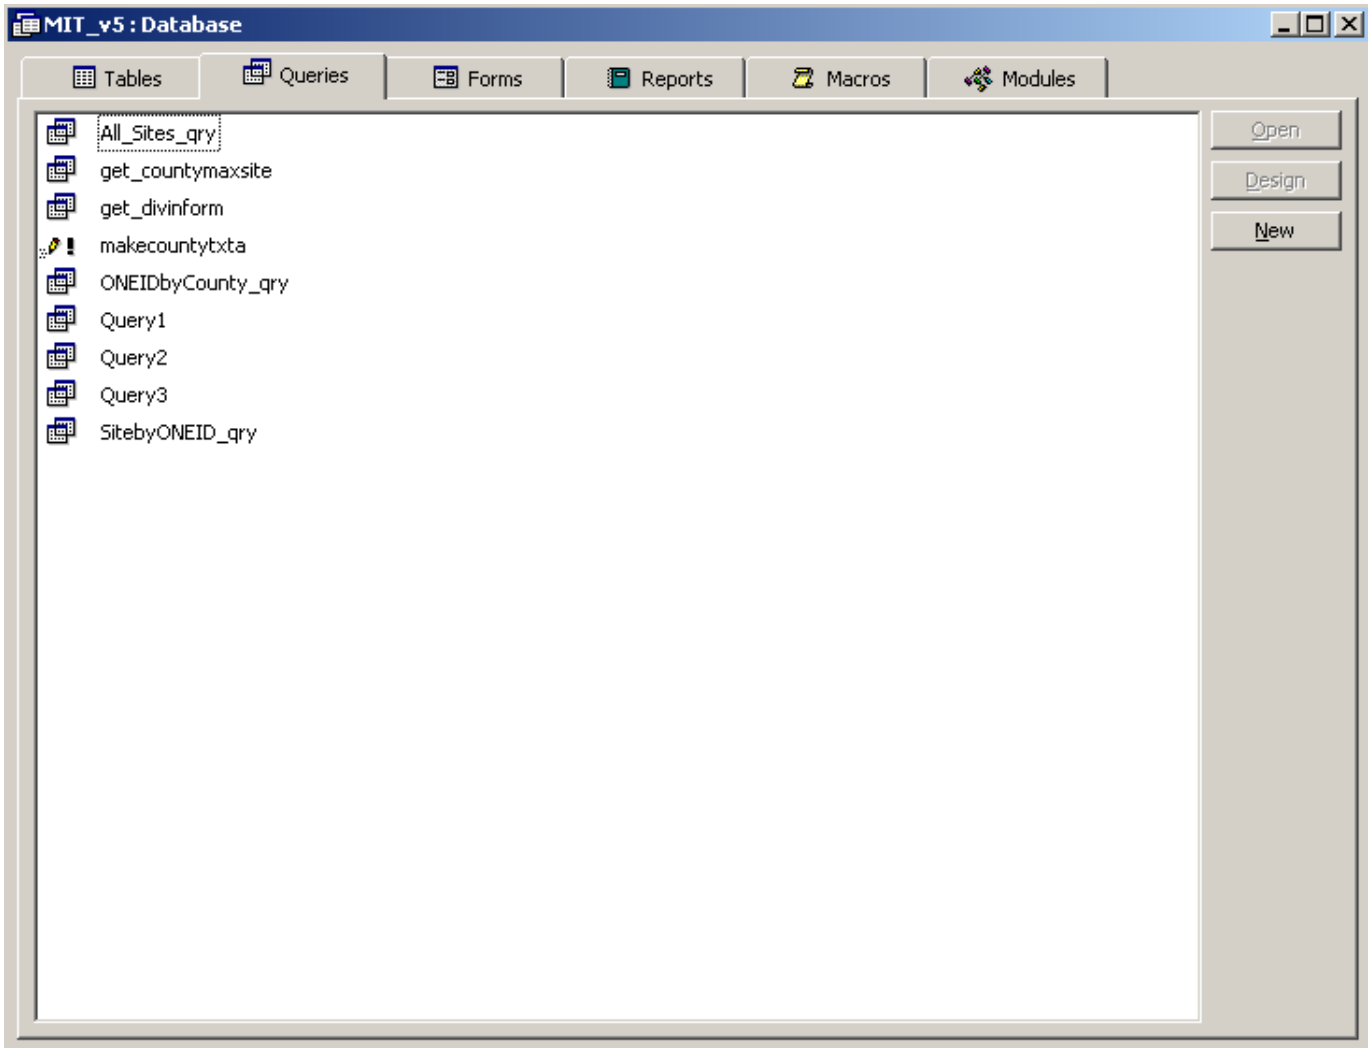 MIT_v5 : Database
Tables Queries Forms Reports Macros Modules
All_Sites_qry
get_countymaxsite
get_divinform
makecountytxta
ONEIDbyCounty_qry
Query1
Query2
Query3
SitebyONEID_qry
Open
Design
New